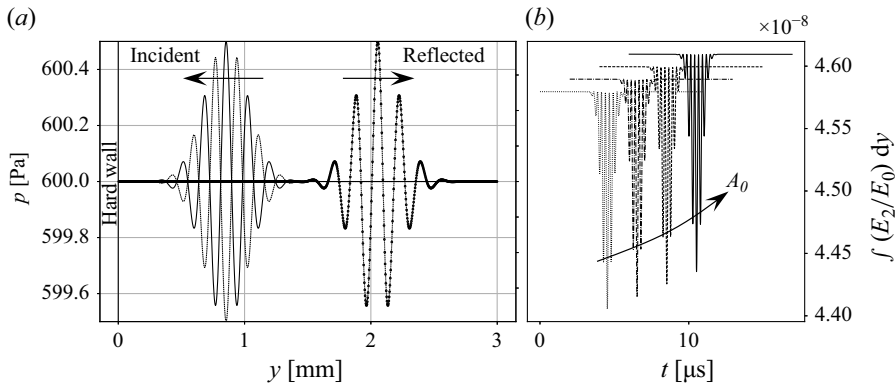 (a)
(b)
×10⁻⁸
Incident
Reflected
Hard wall
p [Pa]
600.4
600.2
600.0
599.8
599.6
0
1
2
3
y [mm]
A₀
4.60
4.55
4.50
4.45
4.40
∫ (E₂/E₀) dy
0
10
t [μs]